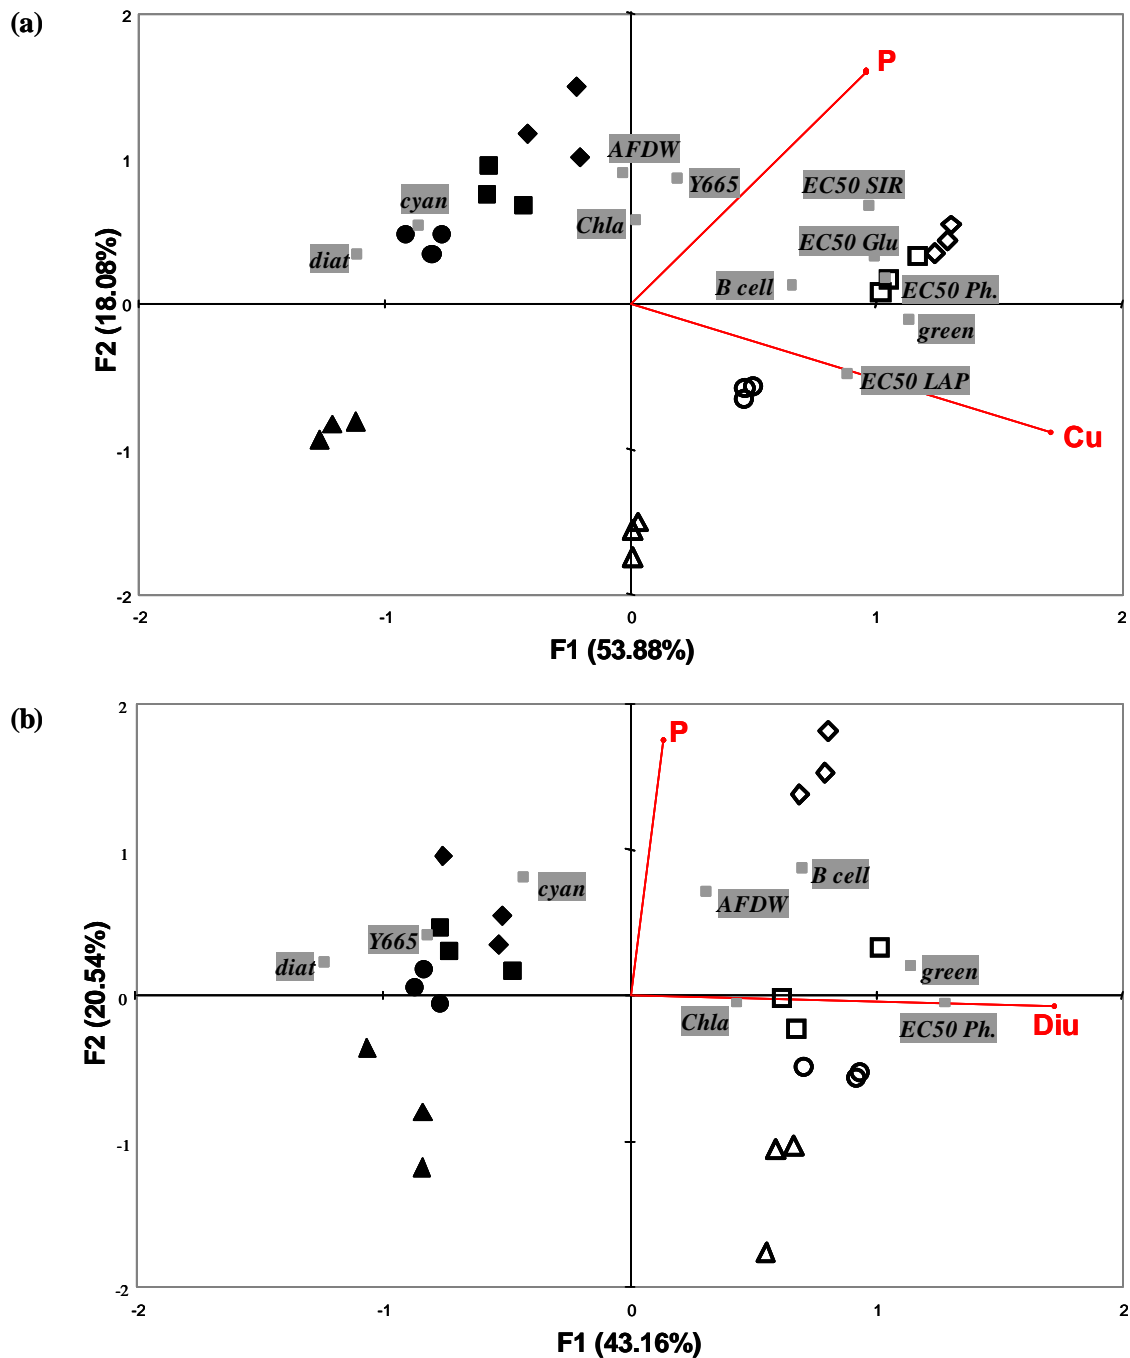 (a)
2
P
AFDW
Y665
EC50 SIR
cyan
Chla
EC50 Glu
diat
B cell
EC50 Ph.
0
green
EC50 LAP
Cu
1
-1
-2
F2 (18.08%)
-2
-1
0
1
2
F1 (53.88%)
(b)
2
P
B cell
cyan
AFDW
Y665
diat
green
Chla
EC50 Ph.
Diu
1
0
-1
-2
F2 (20.54%)
-2
-1
0
1
2
F1 (43.16%)